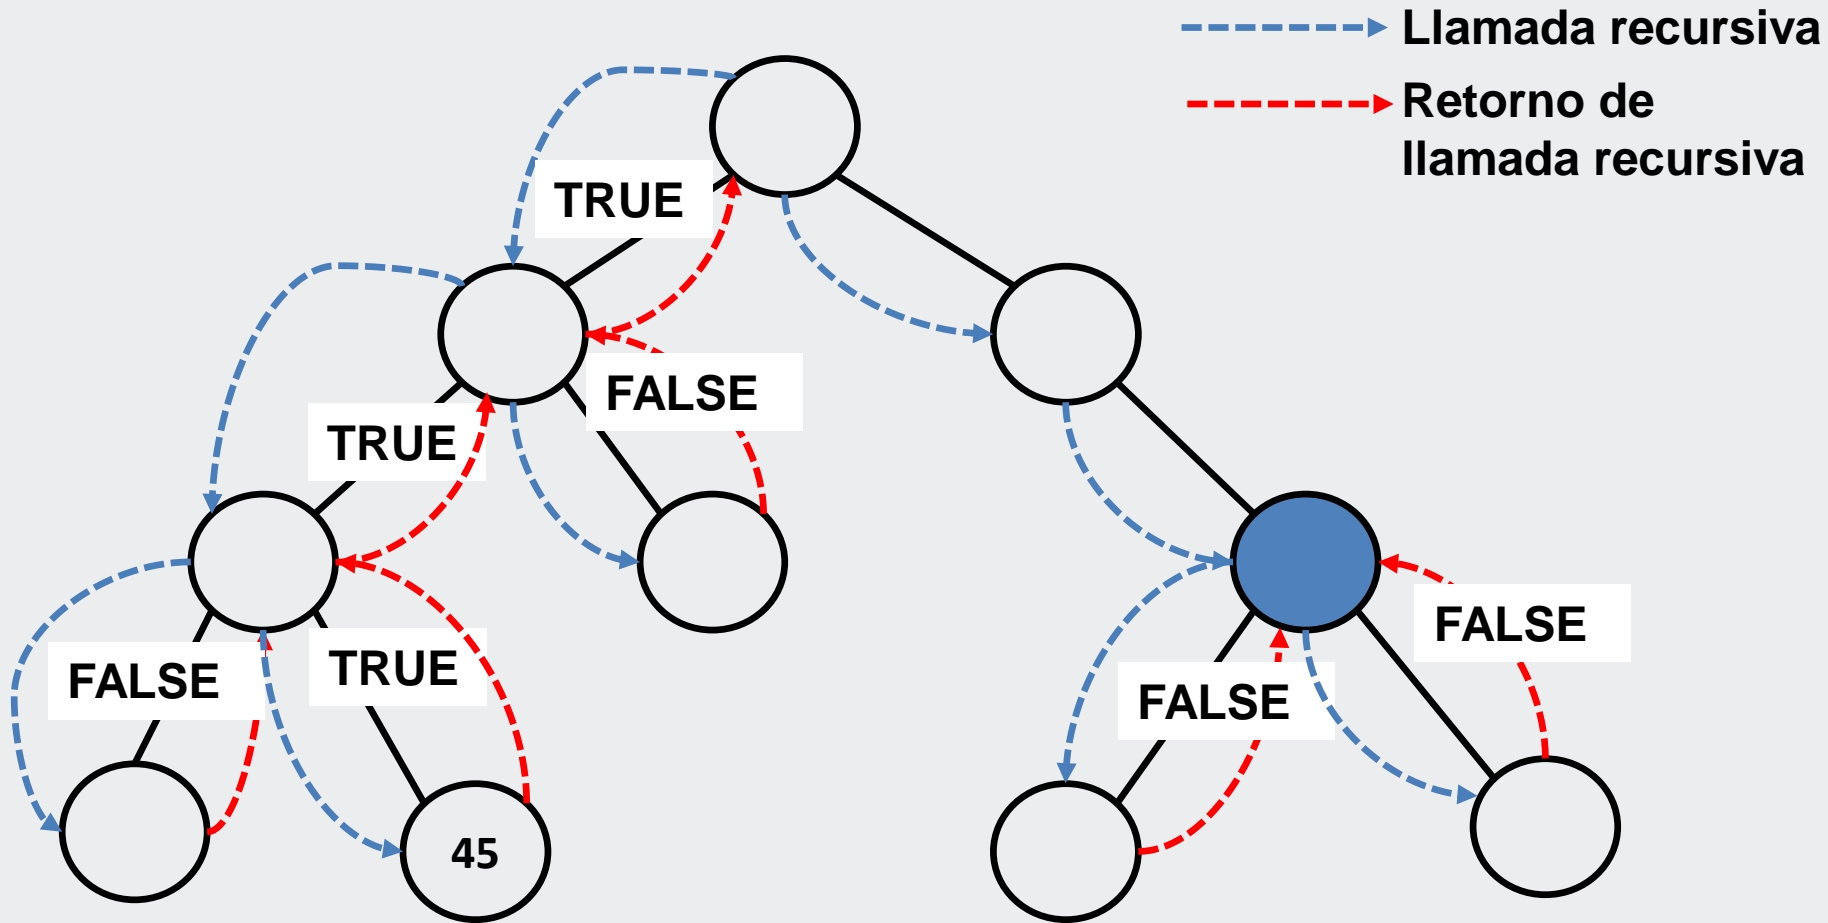 Llamada recursiva
Retorno de
llamada recursiva
TRUE
FALSE
TRUE
FALSE
FALSE
TRUE
FALSE
45